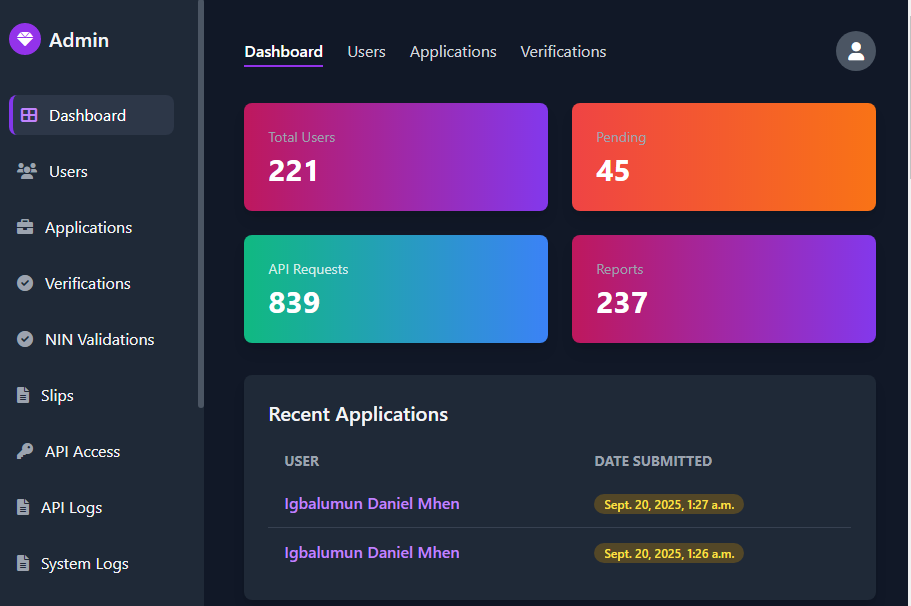 Admin
Dashboard
Users
Applications
Verifications
NIN Validations
Slips
API Access
API Logs
System Logs
Dashboard Users Applications Verifications
Total Users
221
Pending
45
API Requests
839
Reports
237
Recent Applications
USER DATE SUBMITTED
Igbalumun Daniel Mhen Sept. 20, 2025, 1:27 a.m.
Igbalumun Daniel Mhen Sept. 20, 2025, 1:26 a.m.